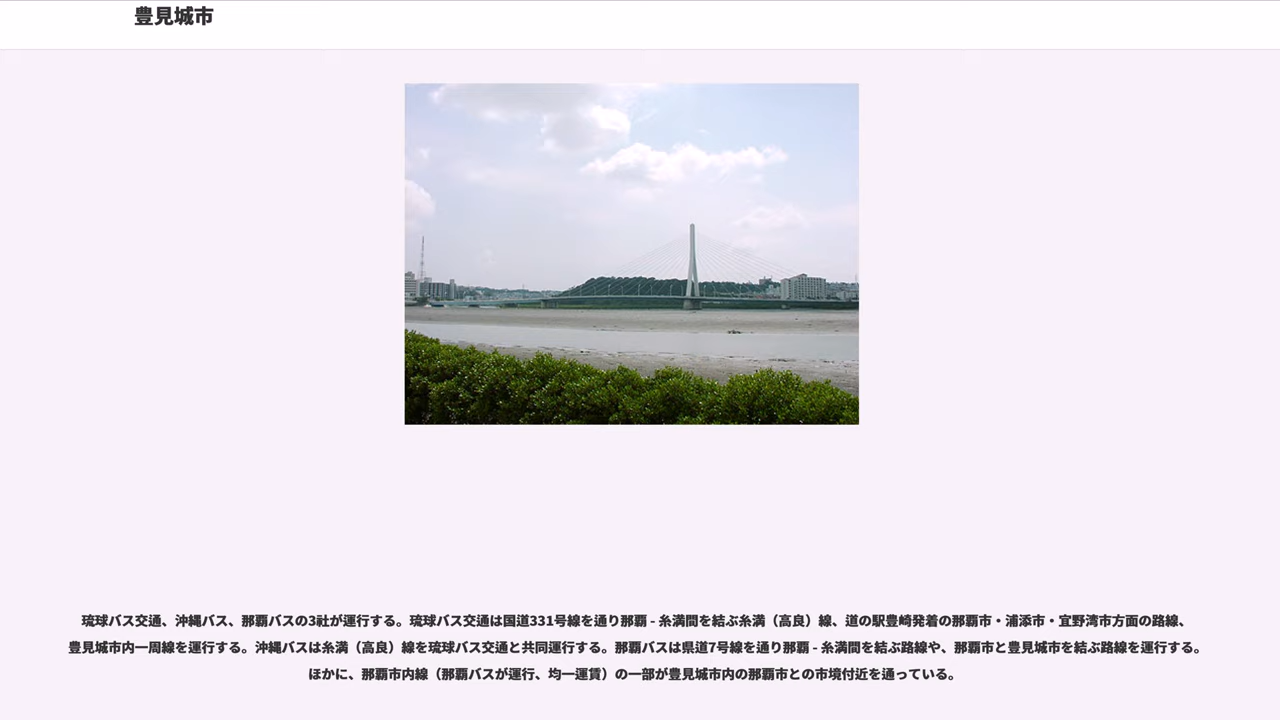 豊見城市
琉球バス交通、沖縄バス、那覇バスの3社が運行する。琉球バス交通は国道331号線を通り那覇 - 糸満間を結ぶ糸満（高良）線、道の駅豊崎発着の那覇市・浦添市・宜野湾市方面の路線、
豊見城市内一周線を運行する。沖縄バスは糸満（高良）線を琉球バス交通と共同運行する。那覇バスは県道7号線を通り那覇 - 糸満間を結ぶ路線や、那覇市と豊見城市を結ぶ路線を運行する。
ほかに、那覇市内線（那覇バスが運行、均一運賃）の一部が豊見城市内の那覇市との市境付近を通っている。